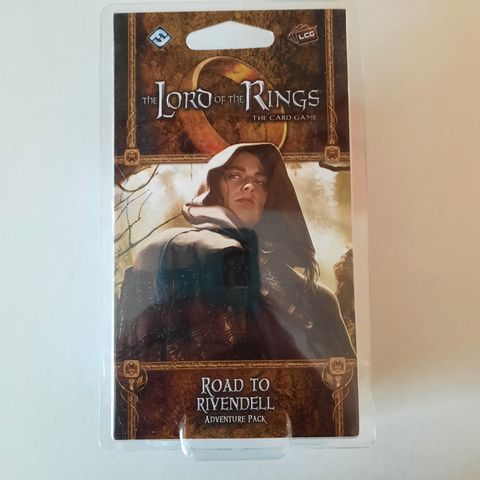 LCG
THE LORD OF THE RINGS
THE CARD GAME
ROAD TO
RIVENDELL
ADVENTURE PACK